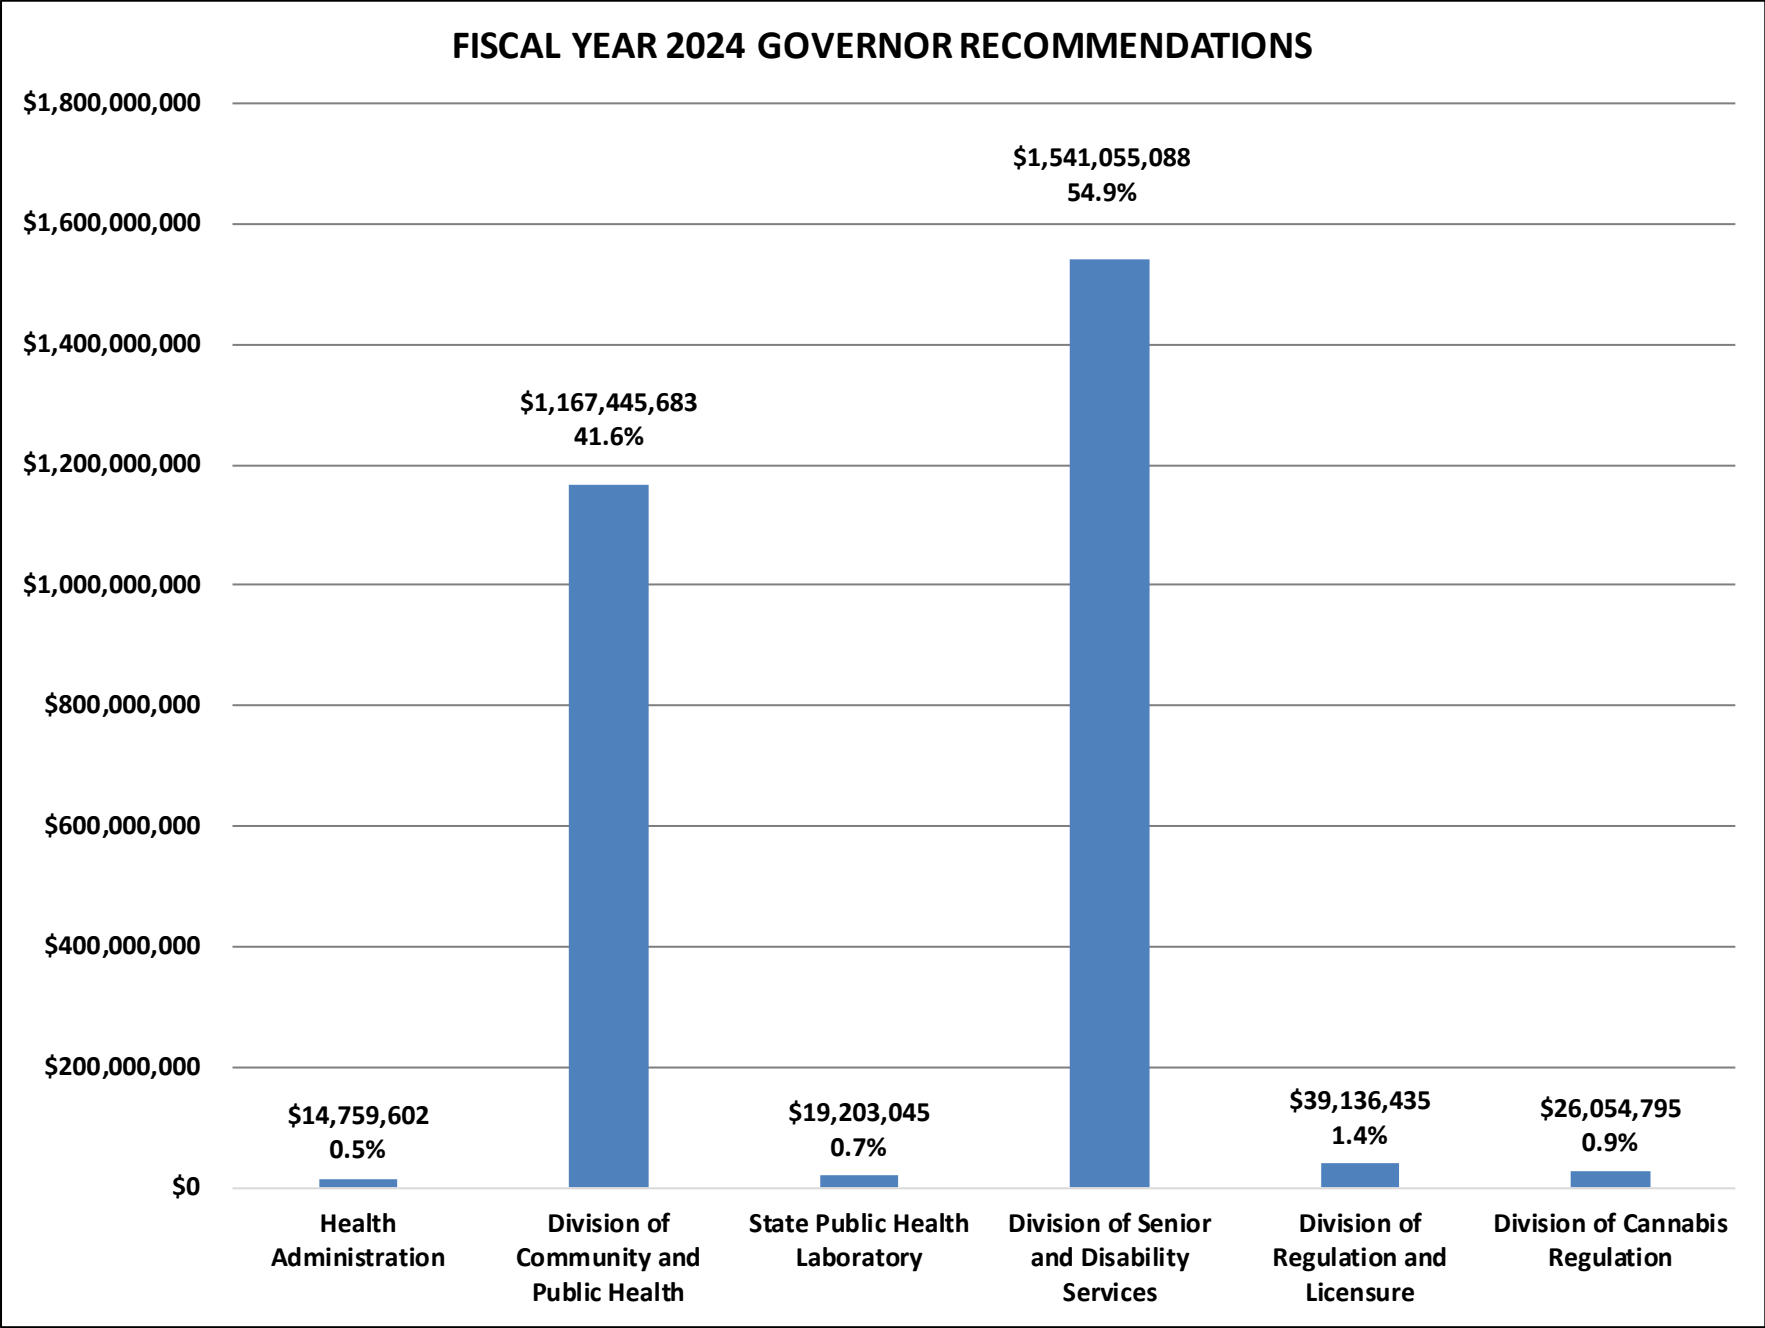 FISCAL YEAR 2024 GOVERNOR RECOMMENDATIONS
$1,800,000,000
$1,600,000,000
$1,400,000,000
$1,200,000,000
$1,000,000,000
$800,000,000
$600,000,000
$400,000,000
$200,000,000
$0
$14,759,602
0.5%
$1,167,445,683
41.6%
$19,203,045
0.7%
$1,541,055,088
54.9%
$39,136,435
1.4%
$26,054,795
0.9%
Health
Administration
Division of
Community and
Public Health
State Public Health
Laboratory
Division of Senior
and Disability
Services
Division of
Regulation and
Licensure
Division of Cannabis
Regulation